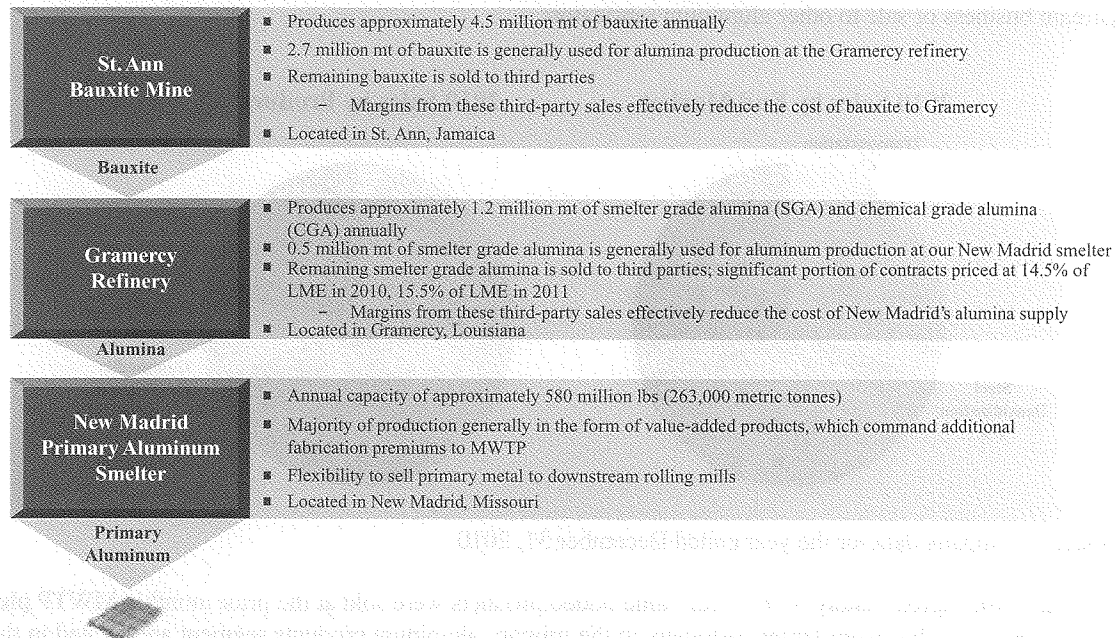 St. Ann
Bauxite Mine
▪ Produces approximately 4.5 million mt of bauxite annually
▪ 2.7 million mt of bauxite is generally used for alumina production at the Gramercy refinery
▪ Remaining bauxite is sold to third parties
– Margins from these third-party sales effectively reduce the cost of bauxite to Gramercy
▪ Located in St. Ann, Jamaica
Bauxite
Gramercy
Refinery
▪ Produces approximately 1.2 million mt of smelter grade alumina (SGA) and chemical grade alumina
(CGA) annually
▪ 0.5 million mt of smelter grade alumina is generally used for aluminum production at our New Madrid smelter
▪ Remaining smelter grade alumina is sold to third parties; significant portion of contracts priced at 14.5% of
LME in 2010, 15.5% of LME in 2011
– Margins from these third-party sales effectively reduce the cost of New Madrid's alumina supply
▪ Located in Gramercy, Louisiana
Alumina
New Madrid
Primary Aluminum
Smelter
▪ Annual capacity of approximately 580 million lbs (263,000 metric tonnes)
▪ Majority of production generally in the form of value-added products, which command additional
fabrication premiums to MWTP
▪ Flexibility to sell primary metal to downstream rolling mills
▪ Located in New Madrid, Missouri
Primary
Aluminum